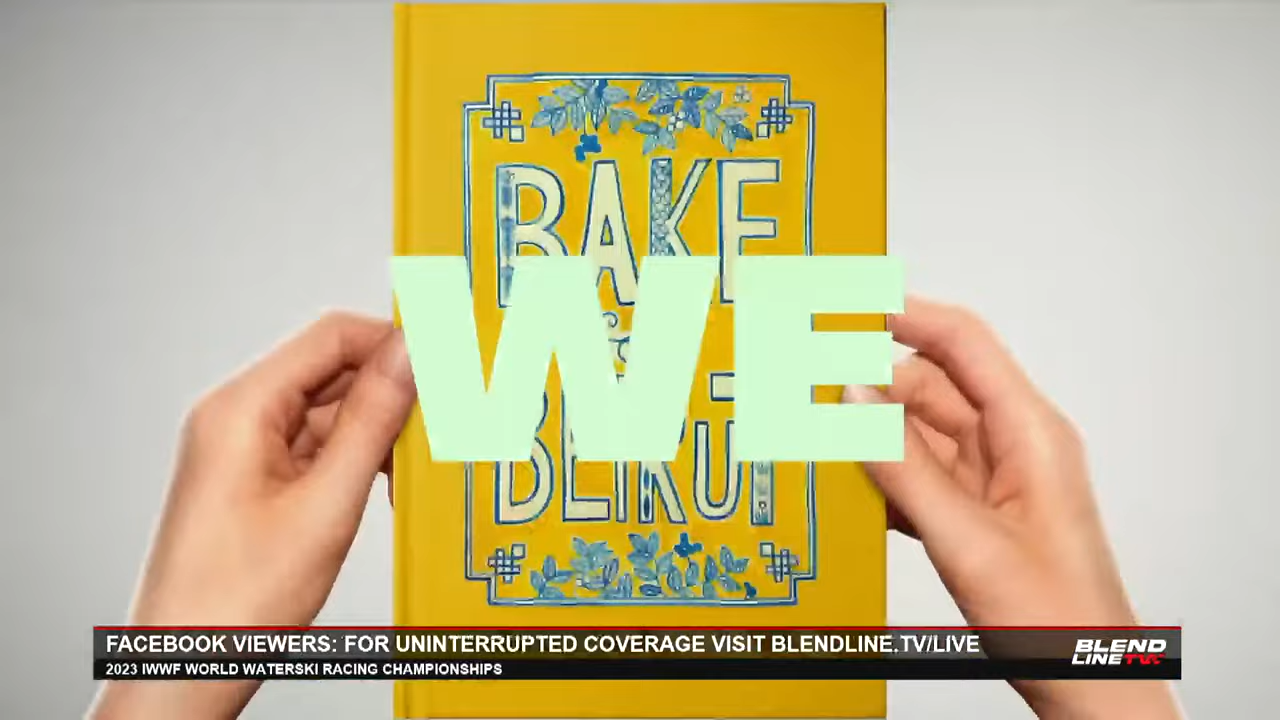 BAKE
WE
BEIRUT
FACEBOOK VIEWERS: FOR UNINTERRUPTED COVERAGE VISIT BLENDLINE.TV/LIVE
2023 IWWF WORLD WATERSKI RACING CHAMPIONSHIPS
BLEND
LINE TV